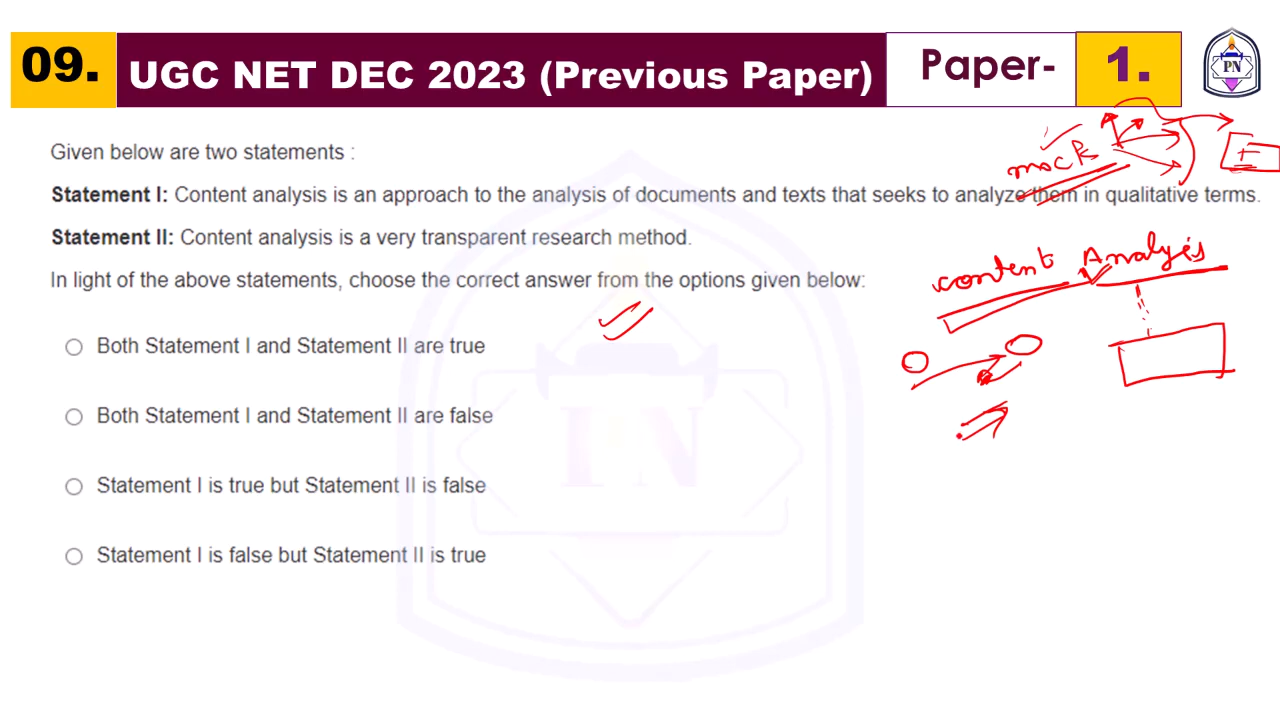 09.
UGC NET DEC 2023 (Previous Paper)
Paper-
1.
PN
Given below are two statements :
mock
Statement I: Content analysis is an approach to the analysis of documents and texts that seeks to analyze them in qualitative terms.
Statement II: Content analysis is a very transparent research method.
content Analysis
In light of the above statements, choose the correct answer from the options given below:
Both Statement I and Statement II are true
Both Statement I and Statement II are false
PN
Statement I is true but Statement II is false
Statement I is false but Statement II is true